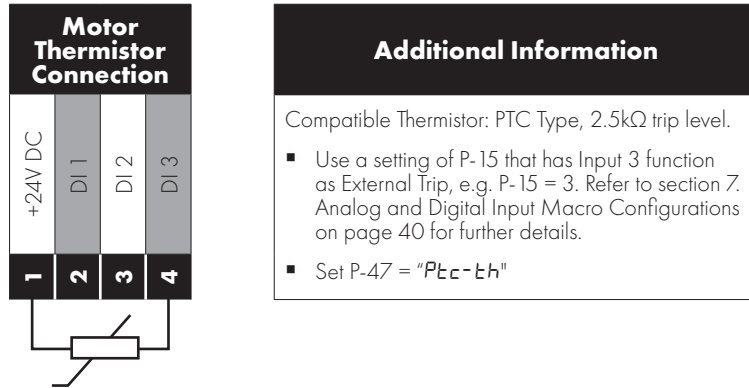 Motor
Thermistor
Connection
+24V DC
DI 1
DI 2
DI 3
1
2
3
4
Additional Information
Compatible Thermistor: PTC Type, 2.5kΩ trip level.
▪ Use a setting of P-15 that has Input 3 function
as External Trip, e.g. P-15 = 3. Refer to section 7.
Analog and Digital Input Macro Configurations
on page 40 for further details.
▪ Set P-47 = "Ptc-th"